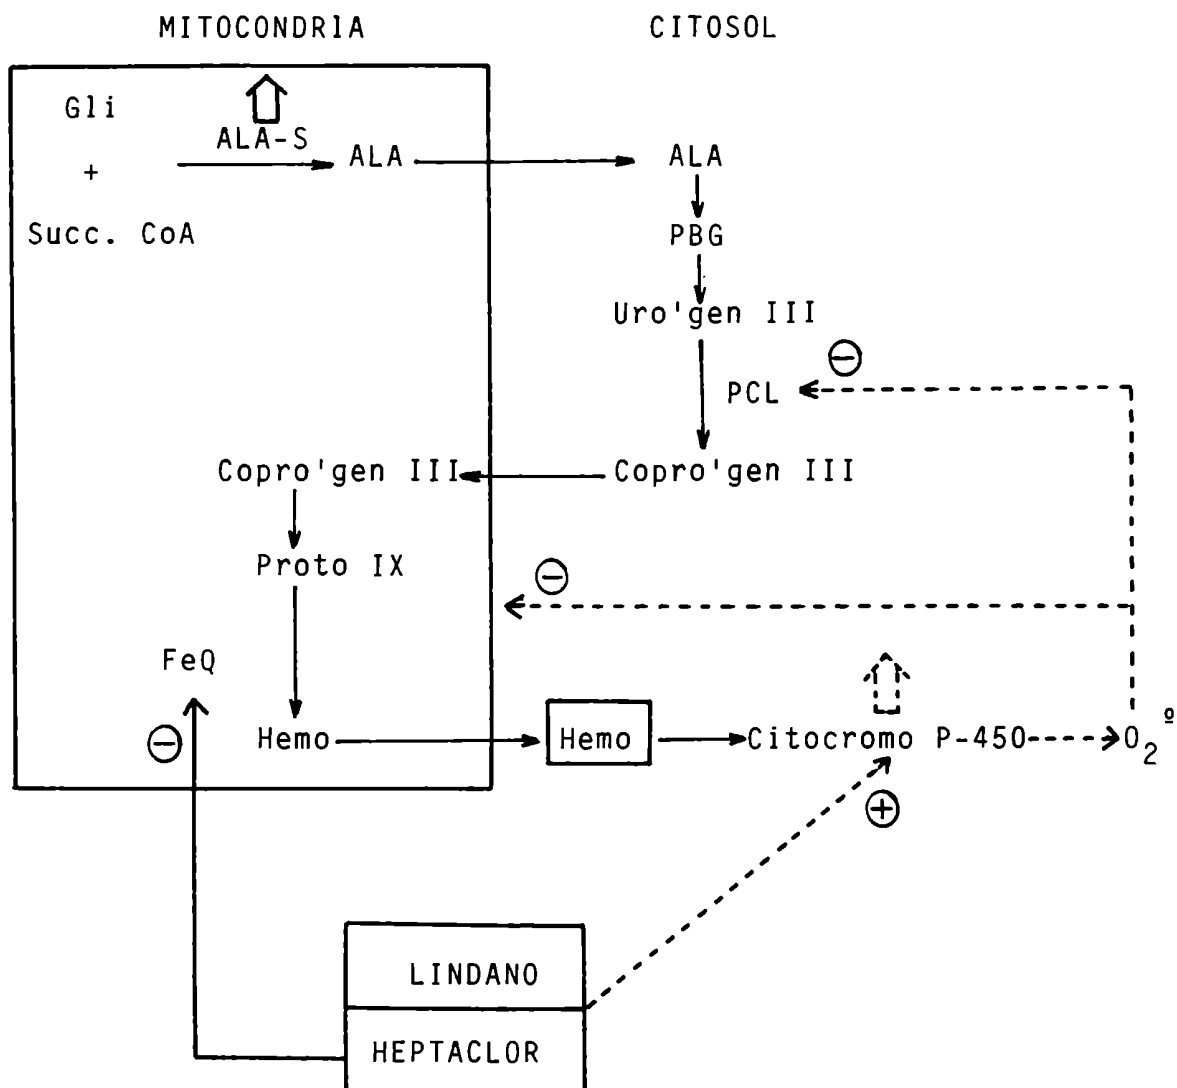 MITOCONDRIA CITOSOL
Gli
ALA-S
+
ALA
ALA
Succ. CoA
PBG
Uro'gen III
−
PCL
Copro'gen III
Copro'gen III
Proto IX
−
FeQ
−
Hemo
Hemo
Citocromo P-450
O2º
+
LINDANO
HEPTACLOR